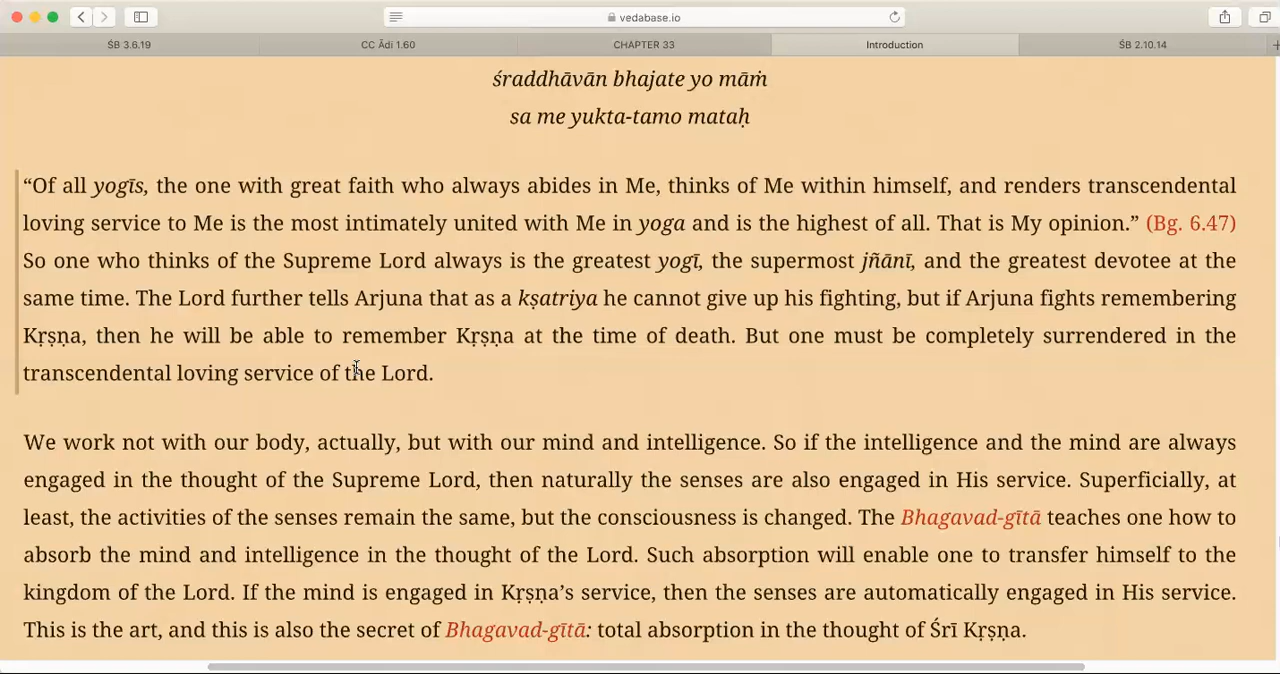 vedabase.io
ŚB 3.6.19
CC Ādi 1.60
CHAPTER 33
Introduction
ŚB 2.10.14
śraddhāvān bhajate yo māṁ
sa me yukta-tamo mataḥ
“Of all yogīs, the one with great faith who always abides in Me, thinks of Me within himself, and renders transcendental
loving service to Me is the most intimately united with Me in yoga and is the highest of all. That is My opinion.” (Bg. 6.47)
So one who thinks of the Supreme Lord always is the greatest yogī, the supermost jñānī, and the greatest devotee at the
same time. The Lord further tells Arjuna that as a kṣatriya he cannot give up his fighting, but if Arjuna fights remembering
Kṛṣṇa, then he will be able to remember Kṛṣṇa at the time of death. But one must be completely surrendered in the
transcendental loving service of the Lord.
We work not with our body, actually, but with our mind and intelligence. So if the intelligence and the mind are always
engaged in the thought of the Supreme Lord, then naturally the senses are also engaged in His service. Superficially, at
least, the activities of the senses remain the same, but the consciousness is changed. The Bhagavad-gītā teaches one how to
absorb the mind and intelligence in the thought of the Lord. Such absorption will enable one to transfer himself to the
kingdom of the Lord. If the mind is engaged in Kṛṣṇa’s service, then the senses are automatically engaged in His service.
This is the art, and this is also the secret of Bhagavad-gītā: total absorption in the thought of Śrī Kṛṣṇa.